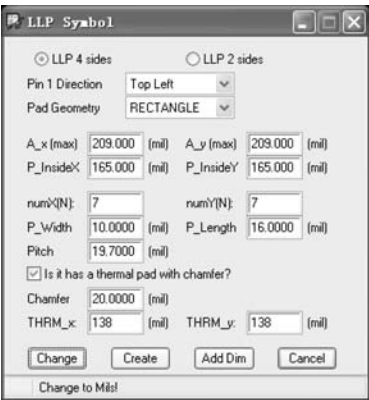 LLP Symbol
LLP 4 sides LLP 2 sides
Pin 1 Direction Top Left
Pad Geometry RECTANGLE
A_x (max) 209.000 (mil) A_y (max) 209.000 (mil)
P_InsideX 165.000 (mil) P_InsideY 165.000 (mil)
numX(N): 7 numY(N): 7
P_Width 10.0000 (mil) P_Length 16.0000 (mil)
Pitch 19.7000 (mil)
Is it has a thermal pad with chamfer?
Chamfer 20.0000 (mil)
THRM_x: 138 (mil) THRM_y: 138 (mil)
Change Create Add Dim Cancel
Change to Mils!